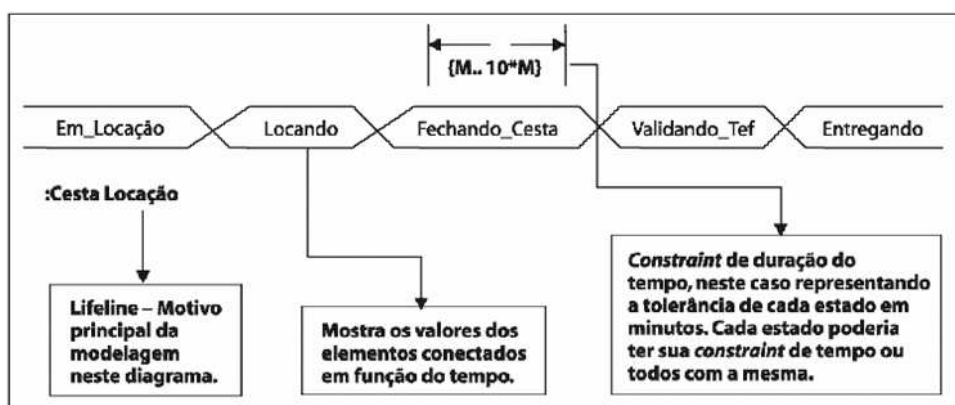 {M.. 10*M}
Em_Locação
Locando
Fechando_Cesta
Validando_Tef
Entregando
:Cesta Locação
Lifeline – Motivo
principal da
modelagem
neste diagrama.
Mostra os valores dos
elementos conectados
em função do tempo.
Constraint de duração do
tempo, neste caso representando
a tolerância de cada estado em
minutos. Cada estado poderia
ter sua constraint de tempo ou
todos com a mesma.